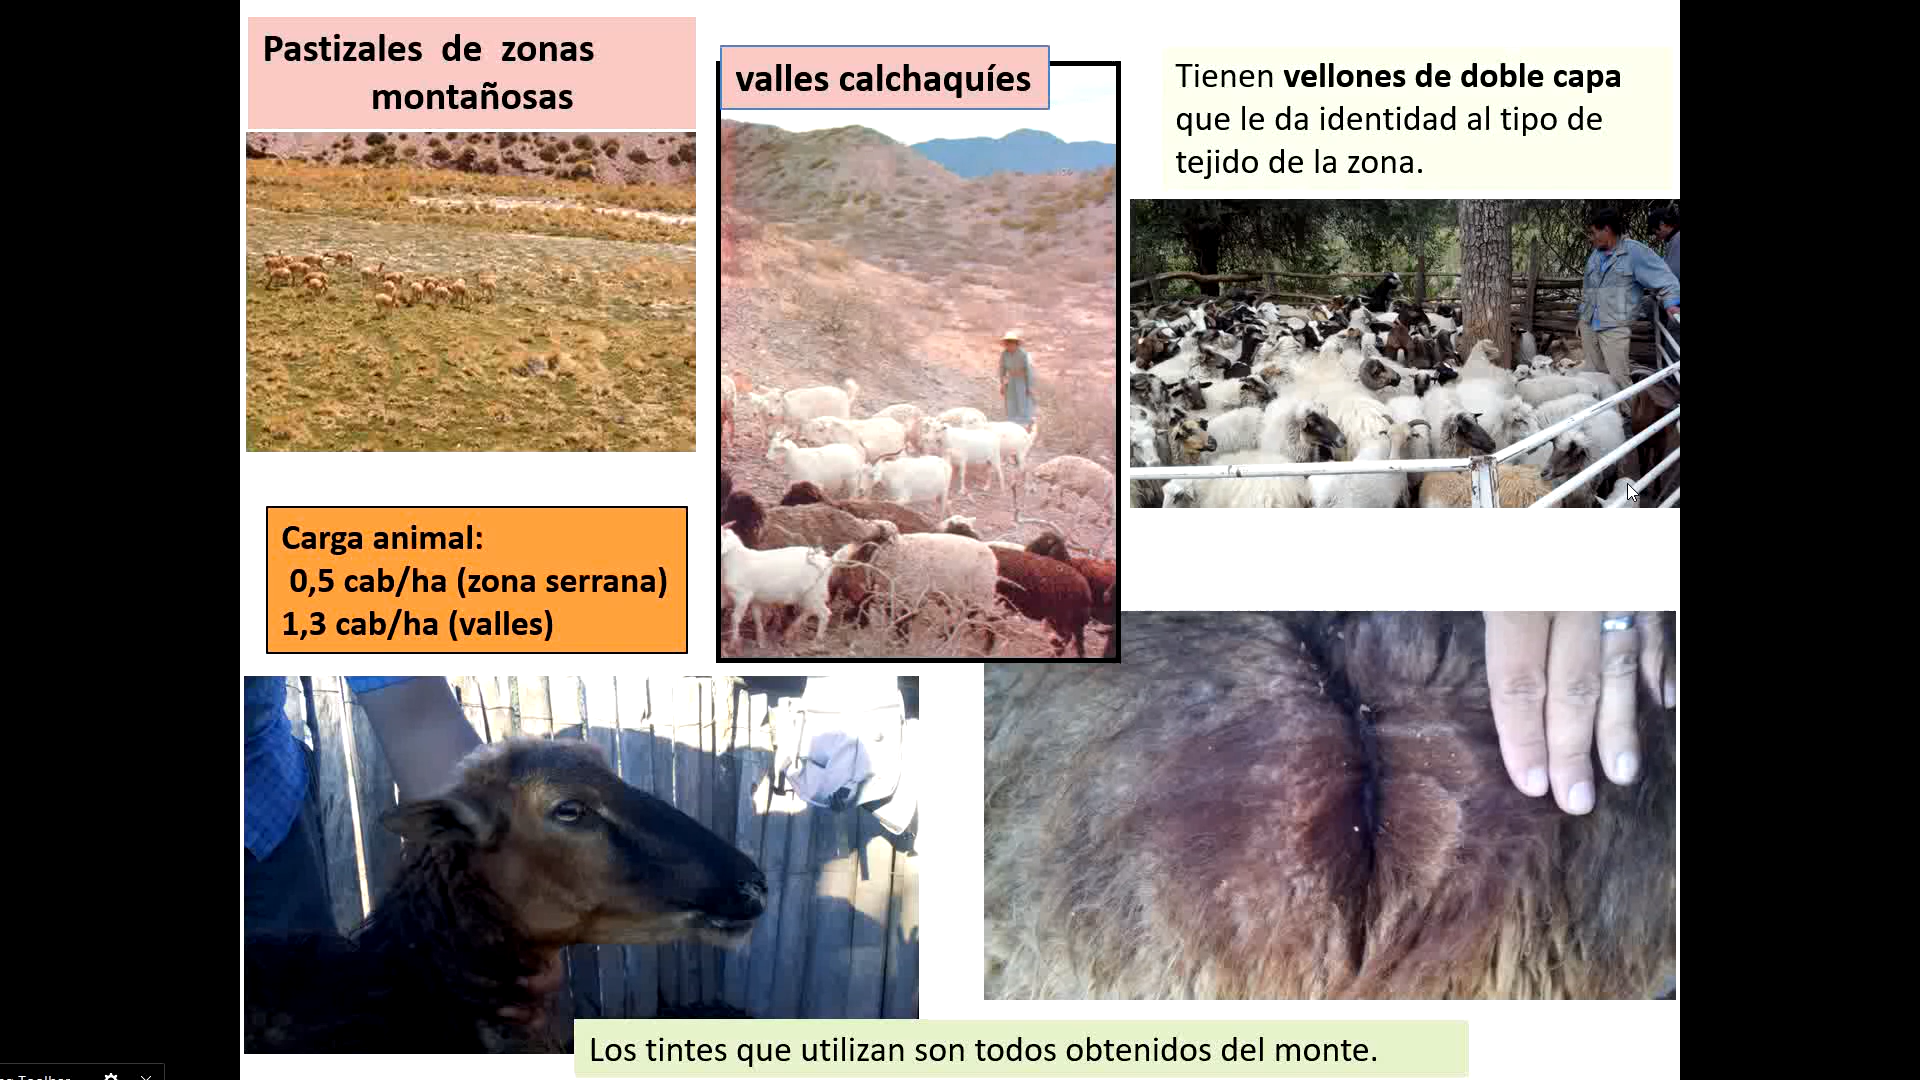 Pastizales de zonas
montañosas
valles calchaquíes
Tienen vellones de doble capa
que le da identidad al tipo de
tejido de la zona.
Carga animal:
0,5 cab/ha (zona serrana)
1,3 cab/ha (valles)
Los tintes que utilizan son todos obtenidos del monte.